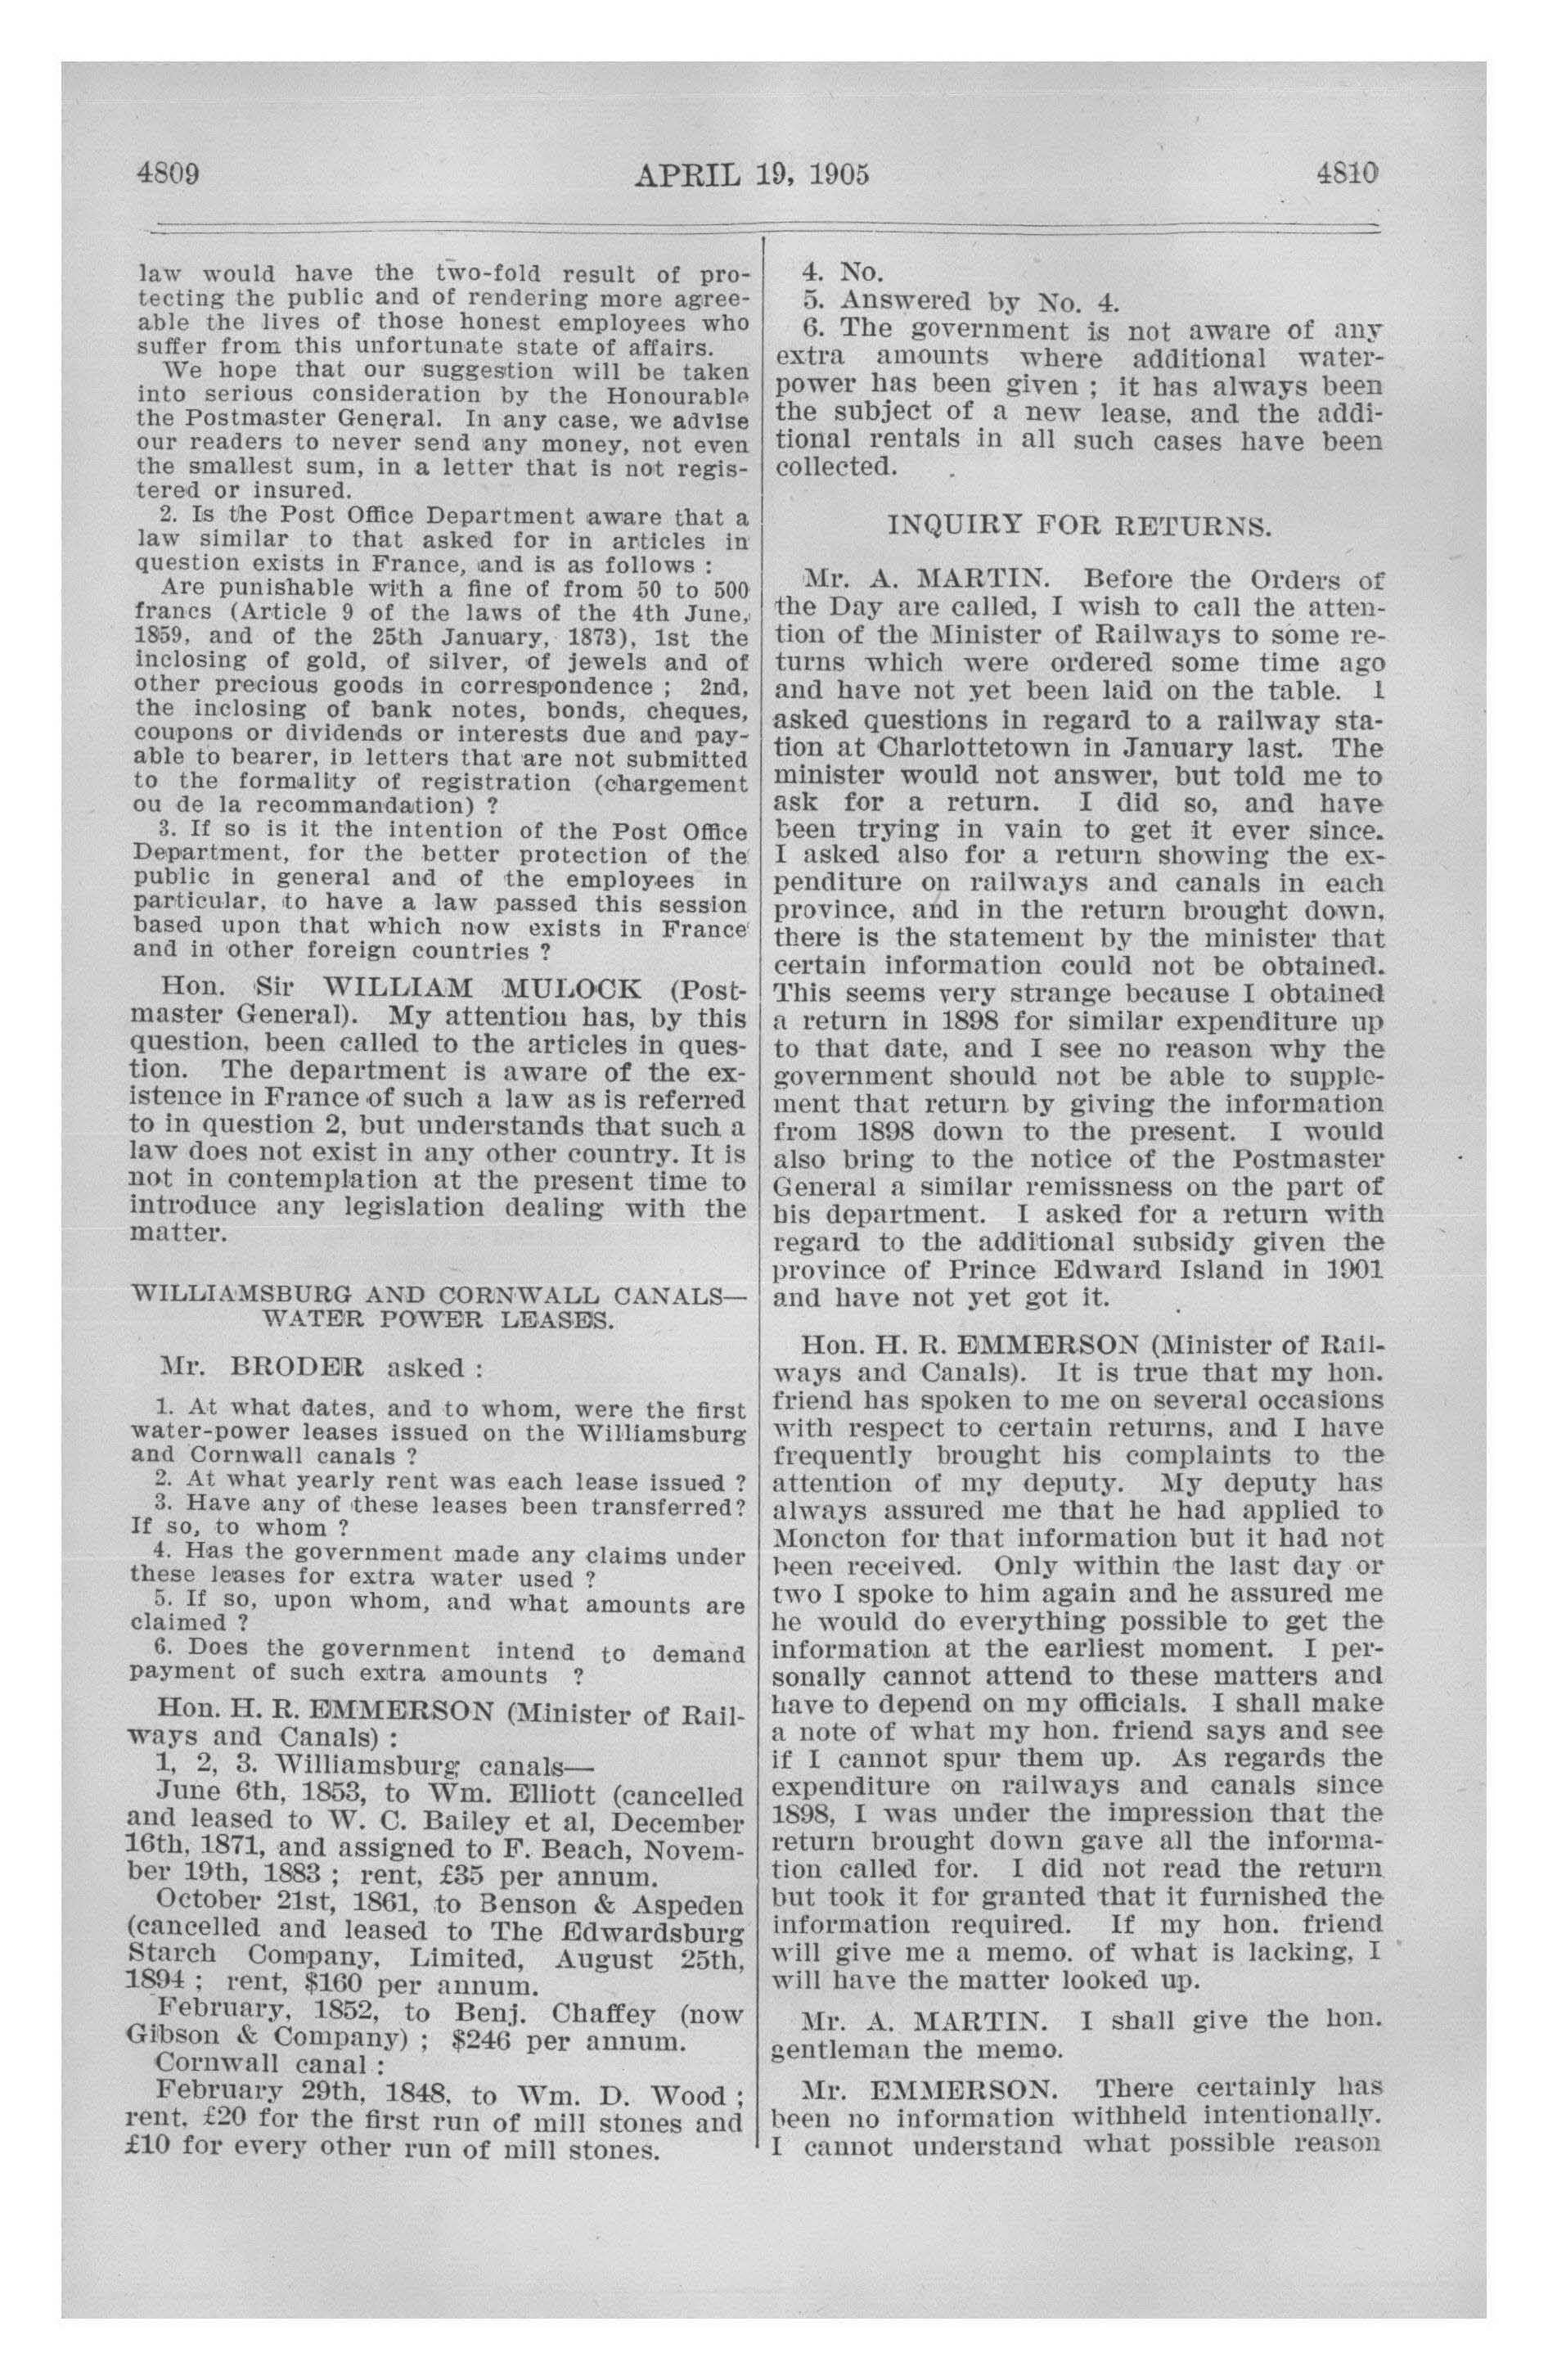 4809
APRIL 19, 1905
4810
law would have the two-fold result of pro-
tecting the public and of rendering more agree-
able the lives of those honest employees who
suffer from this unfortunate state of affairs.
We hope that our suggestion will be taken
into serious consideration by the Honourable
the Postmaster General. In any case, we advise
our readers to never send any money, not even
the smallest sum, in a letter that is not regis-
tered or insured.
2. Is the Post Office Department aware that a
law similar to that asked for in articles in
question exists in France, and is as follows :
Are punishable with a fine of from 50 to 500
francs (Article 9 of the laws of the 4th June,
1859, and of the 25th January, 1873), 1st the
inclosing of gold, of silver, of jewels and of
other precious goods in correspondence ; 2nd,
the inclosing of bank notes, bonds, cheques,
coupons or dividends or interests due and pay-
able to bearer, in letters that are not submitted
to the formality of registration (chargement
ou de la recommandation) ?
3. If so is it the intention of the Post Office
Department, for the better protection of the
public in general and of the employees in
particular, to have a law passed this session
based upon that which now exists in France
and in other foreign countries ?
Hon. Sir WILLIAM MULOCK (Post-
master General). My attention has, by this
question, been called to the articles in ques-
tion. The department is aware of the ex-
istence in France of such a law as is referred
to in question 2, but understands that such a
law does not exist in any other country. It is
not in contemplation at the present time to
introduce any legislation dealing with the
matter.
WILLIAMSBURG AND CORNWALL CANALS—
WATER POWER LEASES.
Mr. BRODER asked :
1. At what dates, and to whom, were the first
water-power leases issued on the Williamsburg
and Cornwall canals ?
2. At what yearly rent was each lease issued ?
3. Have any of these leases been transferred?
If so, to whom ?
4. Has the government made any claims under
these leases for extra water used ?
5. If so, upon whom, and what amounts are
claimed ?
6. Does the government intend to demand
payment of such extra amounts ?
Hon. H. R. EMMERSON (Minister of Rail-
ways and Canals) :
1, 2, 3. Williamsburg canals—
June 6th, 1853, to Wm. Elliott (cancelled
and leased to W. C. Bailey et al, December
16th, 1871, and assigned to F. Beach, Novem-
ber 19th, 1883 ; rent, £35 per annum.
October 21st, 1861, to Benson & Aspeden
(cancelled and leased to The Edwardsburg
Starch Company, Limited, August 25th,
1894 ; rent, $160 per annum.
February, 1852, to Benj. Chaffey (now
Gibson & Company) ; $246 per annum.
Cornwall canal :
February 29th, 1848, to Wm. D. Wood ;
rent, £20 for the first run of mill stones and
£10 for every other run of mill stones.
4. No.
5. Answered by No. 4.
6. The government is not aware of any
extra amounts where additional water-
power has been given ; it has always been
the subject of a new lease, and the addi-
tional rentals in all such cases have been
collected.
INQUIRY FOR RETURNS.
Mr. A. MARTIN. Before the Orders of
the Day are called, I wish to call the atten-
tion of the Minister of Railways to some re-
turns which were ordered some time ago
and have not yet been laid on the table. I
asked questions in regard to a railway sta-
tion at Charlottetown in January last. The
minister would not answer, but told me to
ask for a return. I did so, and have
been trying in vain to get it ever since.
I asked also for a return showing the ex-
penditure on railways and canals in each
province, and in the return brought down,
there is the statement by the minister that
certain information could not be obtained.
This seems very strange because I obtained
a return in 1898 for similar expenditure up
to that date, and I see no reason why the
government should not be able to supple-
ment that return by giving the information
from 1898 down to the present. I would
also bring to the notice of the Postmaster
General a similar remissness on the part of
his department. I asked for a return with
regard to the additional subsidy given the
province of Prince Edward Island in 1901
and have not yet got it.
Hon. H. R. EMMERSON (Minister of Rail-
ways and Canals). It is true that my hon.
friend has spoken to me on several occasions
with respect to certain returns, and I have
frequently brought his complaints to the
attention of my deputy. My deputy has
always assured me that he had applied to
Moncton for that information but it had not
been received. Only within the last day or
two I spoke to him again and he assured me
he would do everything possible to get the
information at the earliest moment. I per-
sonally cannot attend to these matters and
have to depend on my officials. I shall make
a note of what my hon. friend says and see
if I cannot spur them up. As regards the
expenditure on railways and canals since
1898, I was under the impression that the
return brought down gave all the informa-
tion called for. I did not read the return
but took it for granted that it furnished the
information required. If my hon. friend
will give me a memo. of what is lacking, I
will have the matter looked up.
Mr. A. MARTIN. I shall give the hon.
gentleman the memo.
Mr. EMMERSON. There certainly has
been no information withheld intentionally.
I cannot understand what possible reason